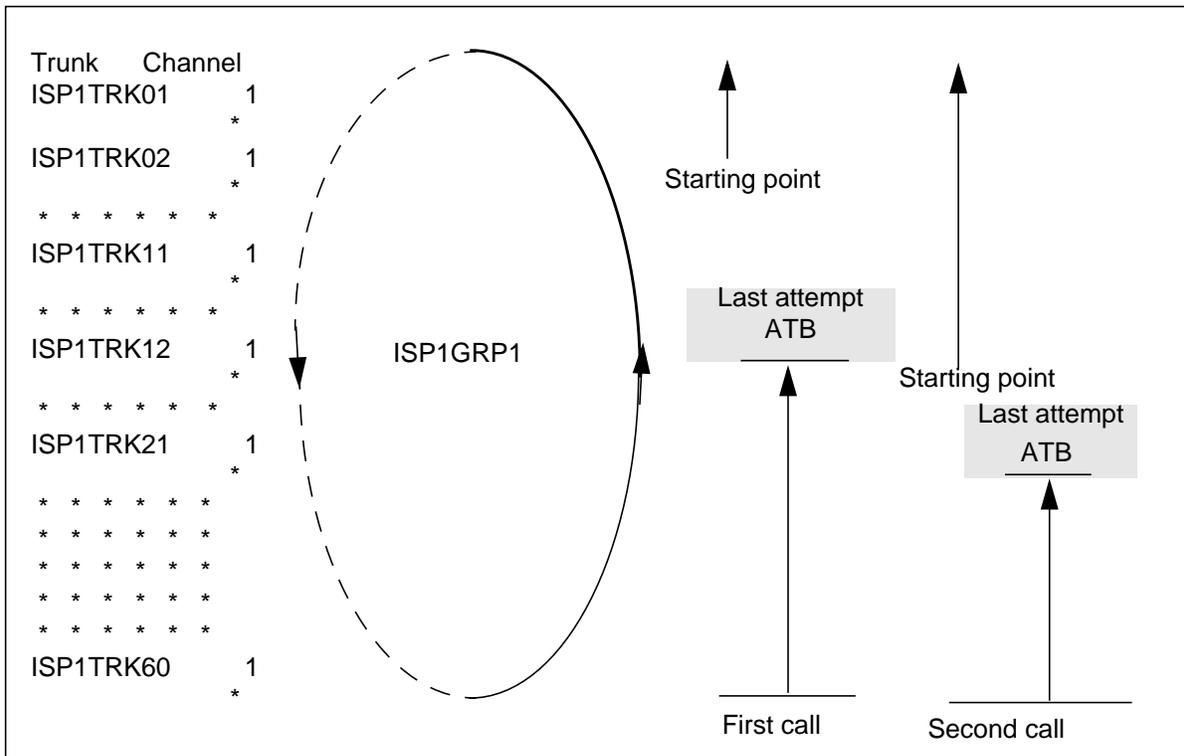 Trunk Channel
ISP1TRK01 1
*
ISP1TRK02 1
*
* * * * * *
ISP1TRK11 1
*
* * * * * *
ISP1TRK12 1
*
* * * * * *
ISP1TRK21 1
*
* * * * * *
* * * * * *
* * * * * *
* * * * * *
* * * * * *
ISP1TRK60 1
*
ISP1GRP1
Starting point
Last attempt
ATB
First call
Starting point
Last attempt
ATB
Second call